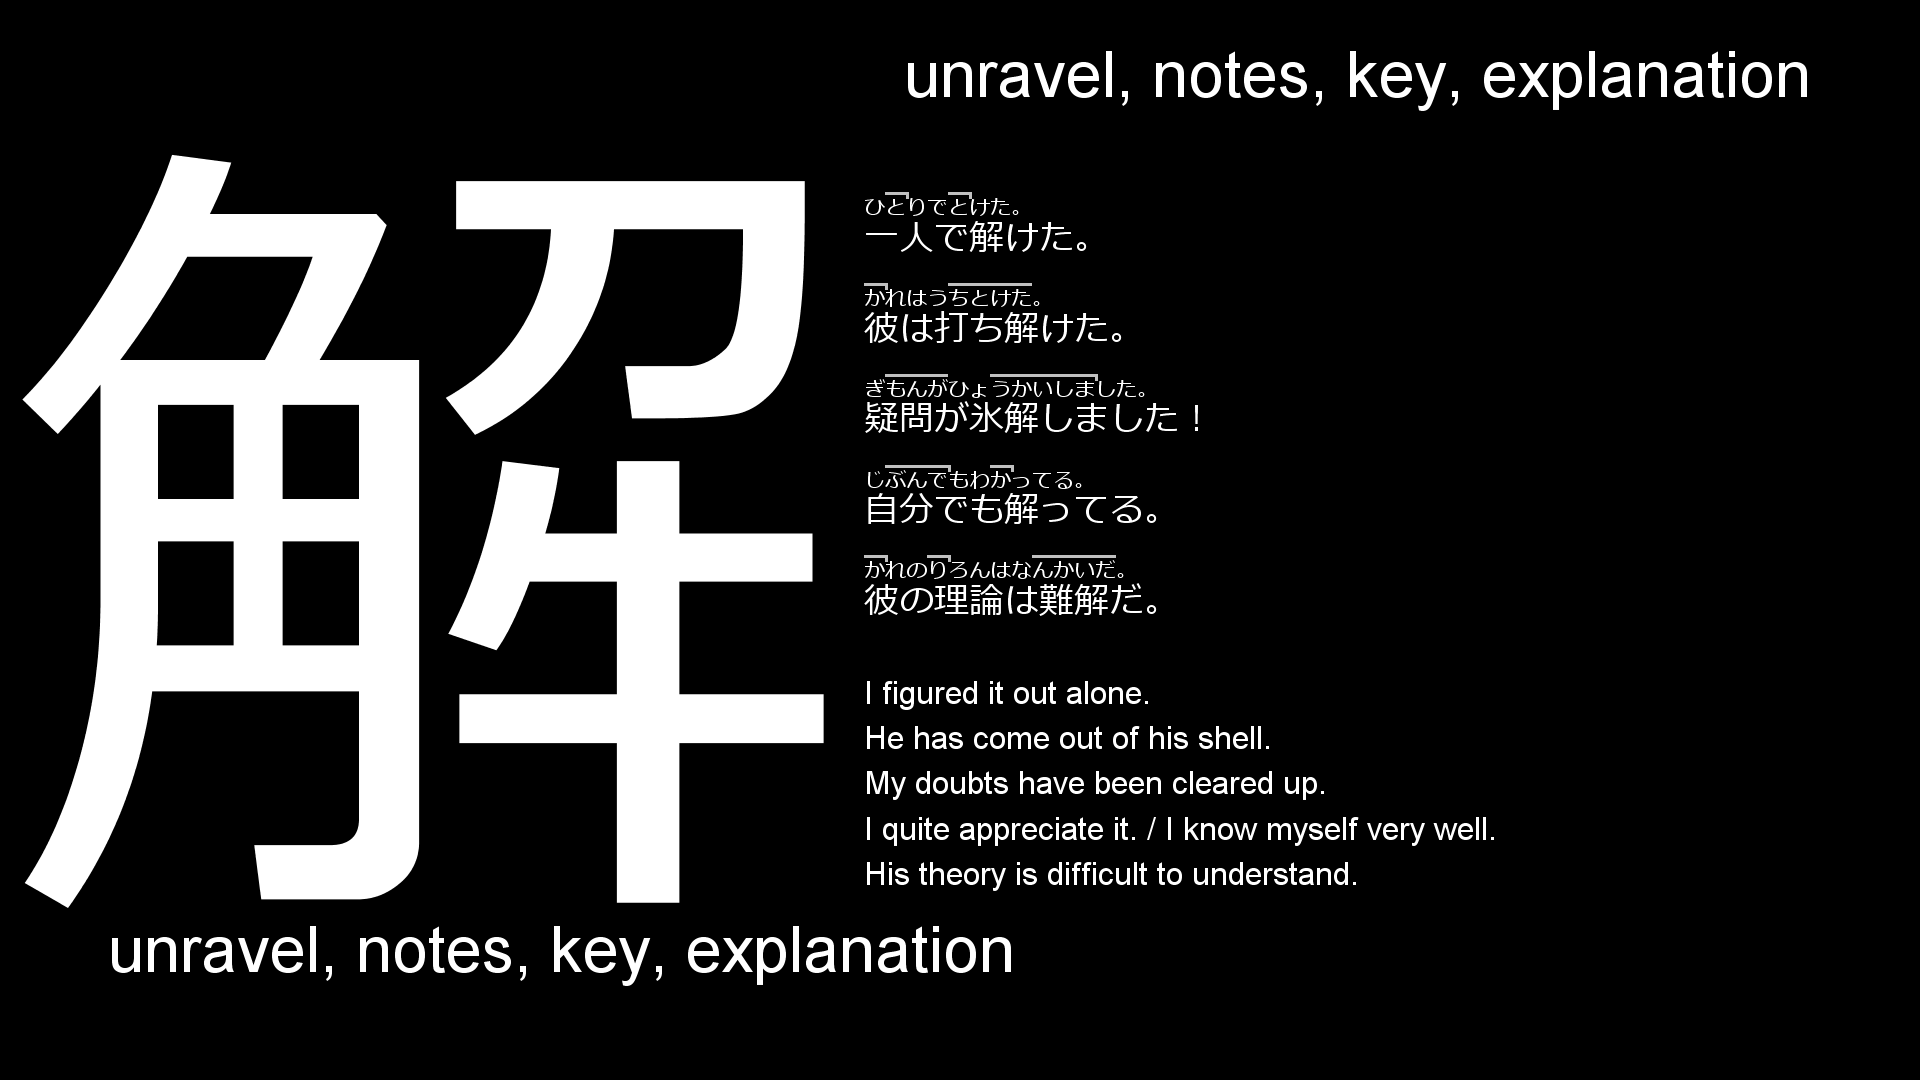 unravel, notes, key, explanation
解
ひとりでとけた。
一人で解けた。
かれはうちとけた。
彼は打ち解けた。
ぎもんがひょうかいしました。
疑問が氷解しました！
じぶんでもわかってる。
自分でも解ってる。
かれのりろんはなんかいだ。
彼の理論は難解だ。
I figured it out alone.
He has come out of his shell.
My doubts have been cleared up.
I quite appreciate it. / I know myself very well.
His theory is difficult to understand.
unravel, notes, key, explanation